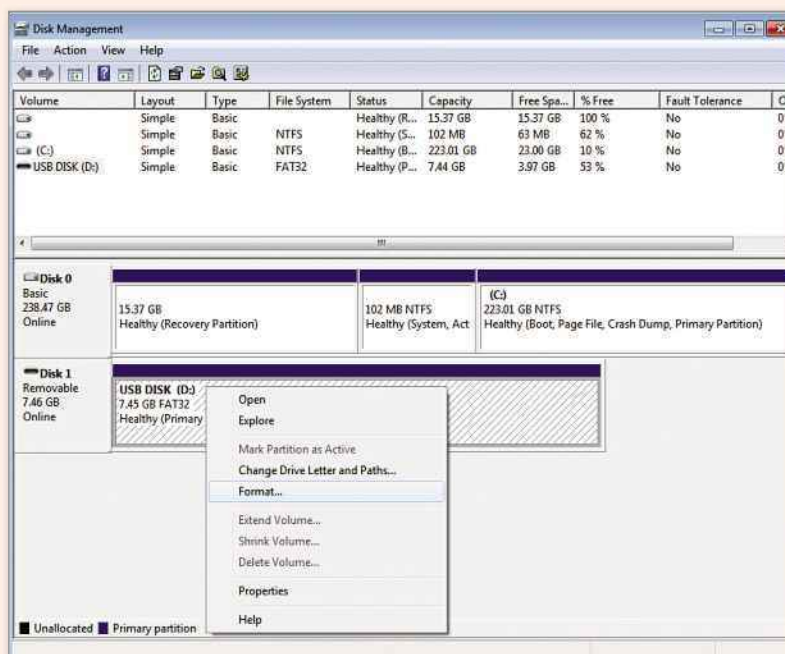 Disk Management
File Action View Help
Volume Layout Type File System Status Capacity Free Spa... % Free Fault Tolerance
Simple Basic Healthy (R... 15.37 GB 15.37 GB 100 % No
Simple Basic NTFS Healthy (S... 102 MB 63 MB 62 % No
(C:) Simple Basic NTFS Healthy (B... 223.01 GB 23.00 GB 10 % No
USB DISK (D:) Simple Basic FAT32 Healthy (P... 7.44 GB 3.97 GB 53 % No
Disk 0
Basic
238.47 GB
Online
15.37 GB
Healthy (Recovery Partition)
102 MB NTFS
Healthy (System, Act
(C:)
223.01 GB NTFS
Healthy (Boot, Page File, Crash Dump, Primary Partition)
Disk 1
Removable
7.46 GB
Online
USB DISK (D:)
7.45 GB FAT32
Healthy (Primary
Open
Explore
Mark Partition as Active
Change Drive Letter and Paths...
Format...
Extend Volume...
Shrink Volume...
Delete Volume...
Properties
Help
Unallocated Primary partition